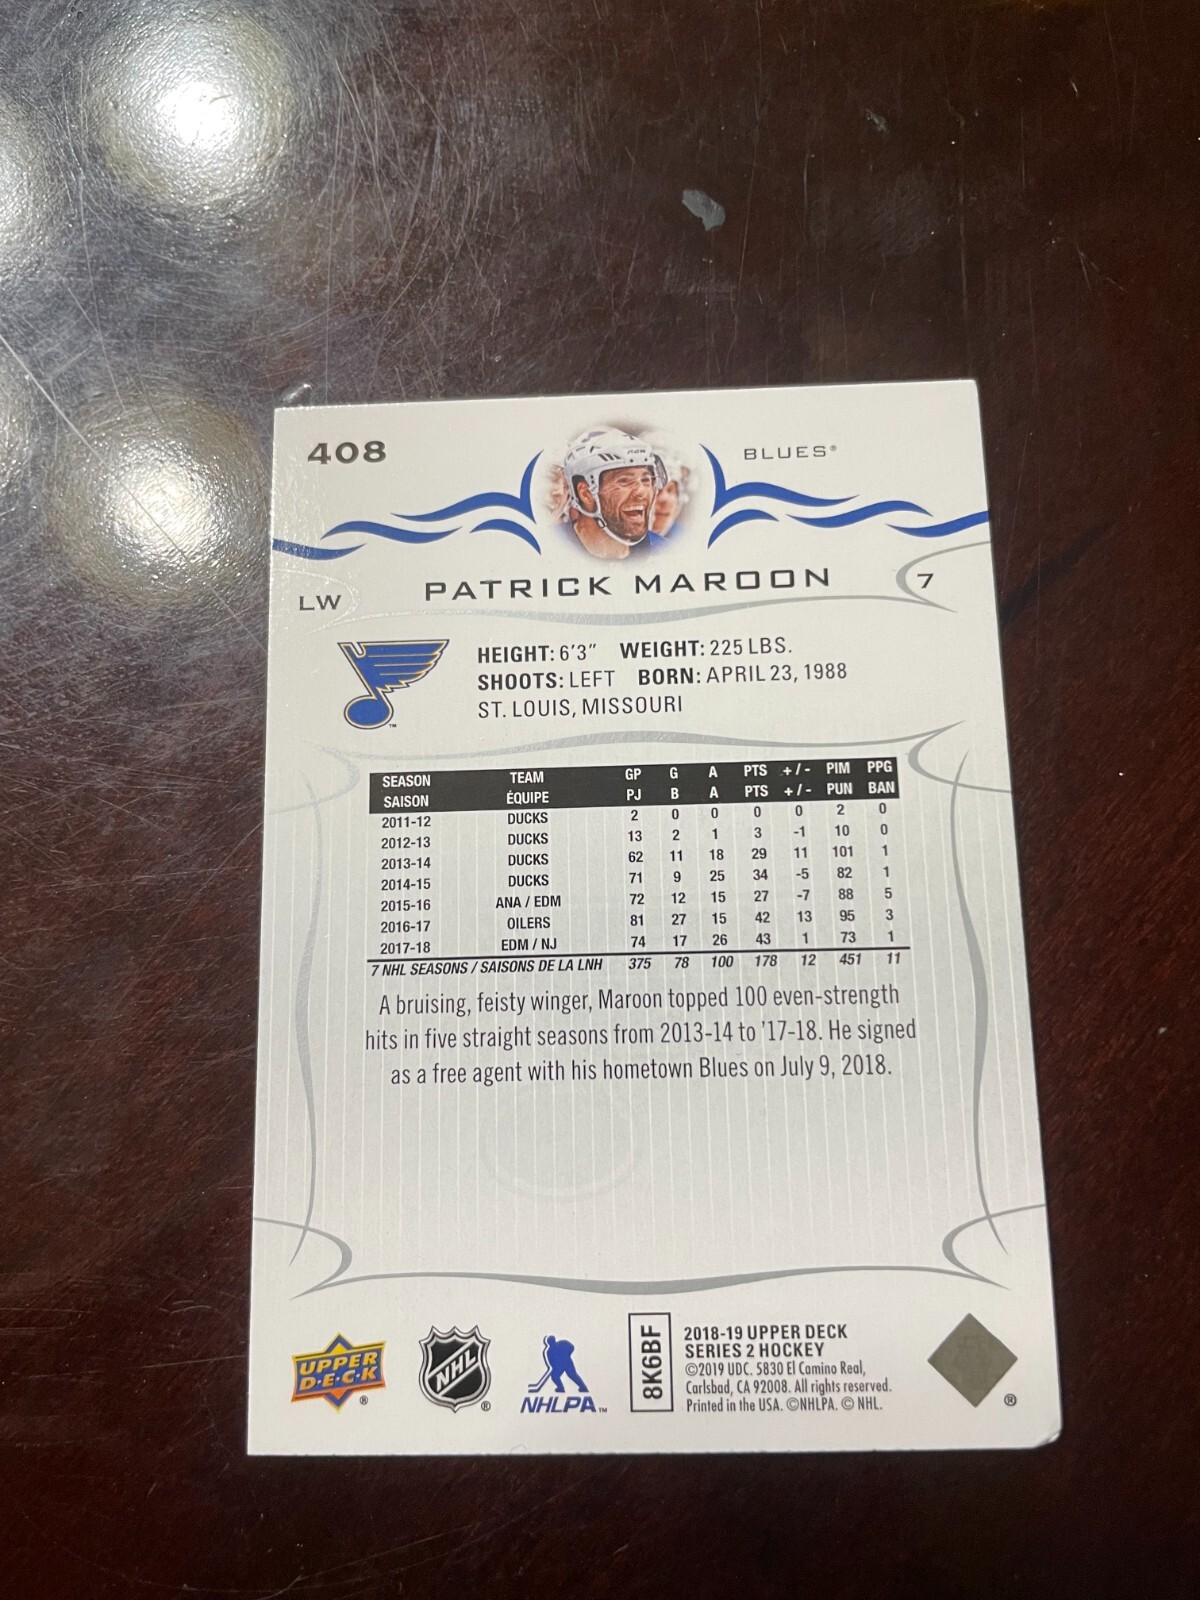 408
BLUES®
LW
PATRICK MAROON
7
HEIGHT: 6'3" WEIGHT: 225 LBS.
SHOOTS: LEFT BORN: APRIL 23, 1988
ST. LOUIS, MISSOURI
™
SEASON TEAM GP G A PTS +/- PIM PPG
SAISON ÉQUIPE PJ B A PTS +/- PUN BAN
2011-12 DUCKS 2 0 0 0 0 2 0
2012-13 DUCKS 13 2 1 3 -1 10 0
2013-14 DUCKS 62 11 18 29 11 101 1
2014-15 DUCKS 71 9 25 34 -5 82 1
2015-16 ANA / EDM 72 12 15 27 -7 88 5
2016-17 OILERS 81 27 15 42 13 95 3
2017-18 EDM / NJ 74 17 26 43 1 73 1
7 NHL SEASONS / SAISONS DE LA LNH 375 78 100 178 12 451 11
A bruising, feisty winger, Maroon topped 100 even-strength
hits in five straight seasons from 2013-14 to '17-18. He signed
as a free agent with his hometown Blues on July 9, 2018.
UPPER
D·E·C·K ®
NHL ®
NHLPA™
8K6BF
2018-19 UPPER DECK
SERIES 2 HOCKEY
©2019 UDC. 5830 El Camino Real,
Carlsbad, CA 92008. All rights reserved.
Printed in the USA. ©NHLPA. © NHL.
®